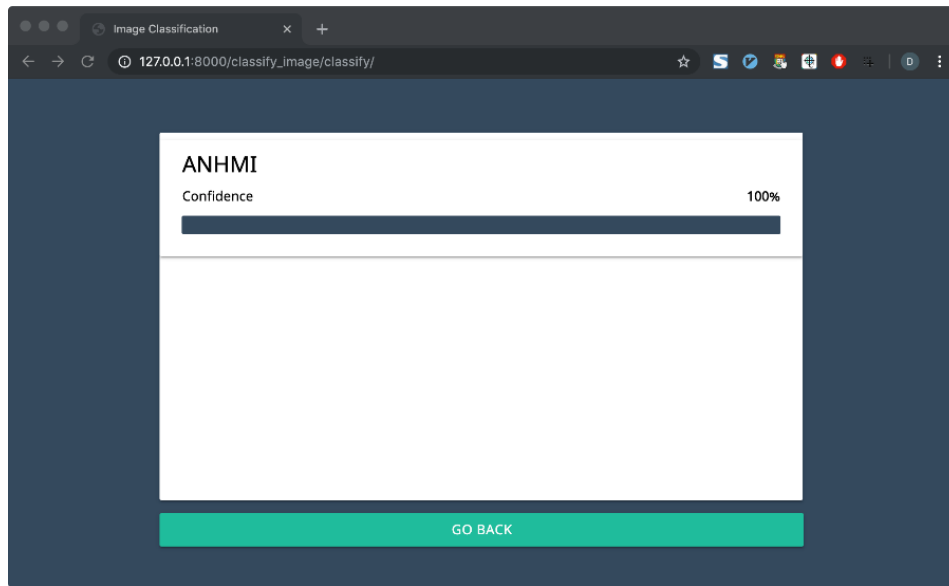 Image Classification
127.0.0.1:8000/classify_image/classify/
D
ANHMI
Confidence 100%
GO BACK